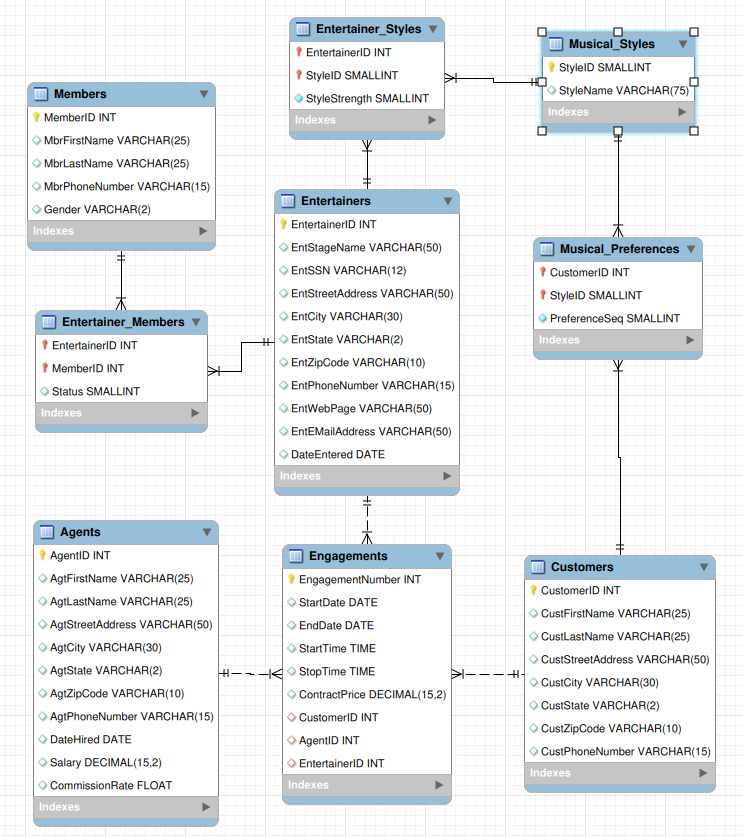 Entertainer_Styles
EntertainerID INT
StyleID SMALLINT
StyleStrength SMALLINT
Indexes
Musical_Styles
StyleID SMALLINT
StyleName VARCHAR(75)
Indexes
Members
MemberID INT
MbrFirstName VARCHAR(25)
MbrLastName VARCHAR(25)
MbrPhoneNumber VARCHAR(15)
Gender VARCHAR(2)
Indexes
Entertainers
EntertainerID INT
EntStageName VARCHAR(50)
EntSSN VARCHAR(12)
EntStreetAddress VARCHAR(50)
EntCity VARCHAR(30)
EntState VARCHAR(2)
EntZipCode VARCHAR(10)
EntPhoneNumber VARCHAR(15)
EntWebPage VARCHAR(50)
EntEMailAddress VARCHAR(50)
DateEntered DATE
Indexes
Musical_Preferences
CustomerID INT
StyleID SMALLINT
PreferenceSeq SMALLINT
Indexes
Entertainer_Members
EntertainerID INT
MemberID INT
Status SMALLINT
Indexes
Agents
AgentID INT
AgtFirstName VARCHAR(25)
AgtLastName VARCHAR(25)
AgtStreetAddress VARCHAR(50)
AgtCity VARCHAR(30)
AgtState VARCHAR(2)
AgtZipCode VARCHAR(10)
AgtPhoneNumber VARCHAR(15)
DateHired DATE
Salary DECIMAL(15,2)
CommissionRate FLOAT
Indexes
Engagements
EngagementNumber INT
StartDate DATE
EndDate DATE
StartTime TIME
StopTime TIME
ContractPrice DECIMAL(15,2)
CustomerID INT
AgentID INT
EntertainerID INT
Indexes
Customers
CustomerID INT
CustFirstName VARCHAR(25)
CustLastName VARCHAR(25)
CustStreetAddress VARCHAR(50)
CustCity VARCHAR(30)
CustState VARCHAR(2)
CustZipCode VARCHAR(10)
CustPhoneNumber VARCHAR(15)
Indexes